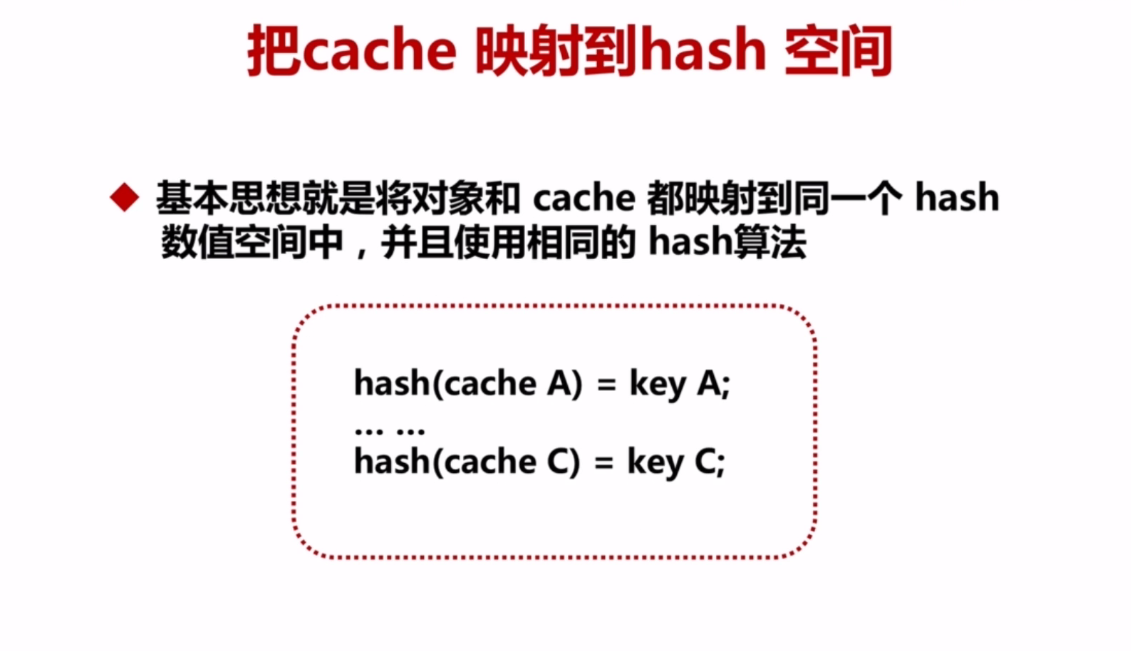 把cache 映射到hash 空间
基本思想就是将对象和 cache 都映射到同一个 hash
数值空间中，并且使用相同的 hash算法
hash(cache A) = key A;
... ...
hash(cache C) = key C;